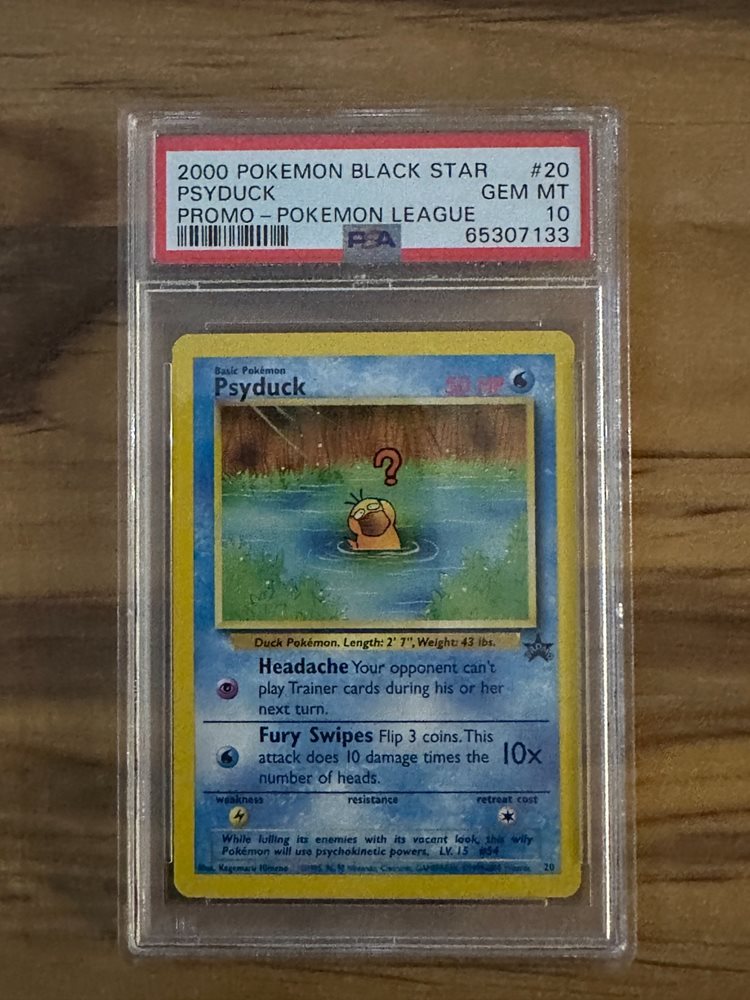 2000 POKEMON BLACK STAR #20
PSYDUCK GEM MT
PROMO - POKEMON LEAGUE 10
PSA 65307133
Basic Pokémon
Psyduck 50 HP
?
Duck Pokémon. Length: 2' 7", Weight: 43 lbs.
Headache Your opponent can't
play Trainer cards during his or her
next turn.
Fury Swipes Flip 3 coins. This
attack does 10 damage times the 10x
number of heads.
weakness resistance retreat cost
While lulling its enemies with its vacant look, this wily
Pokémon will use psychokinetic powers. LV. 15 #54
Illus. Kagemaru Himeno 20